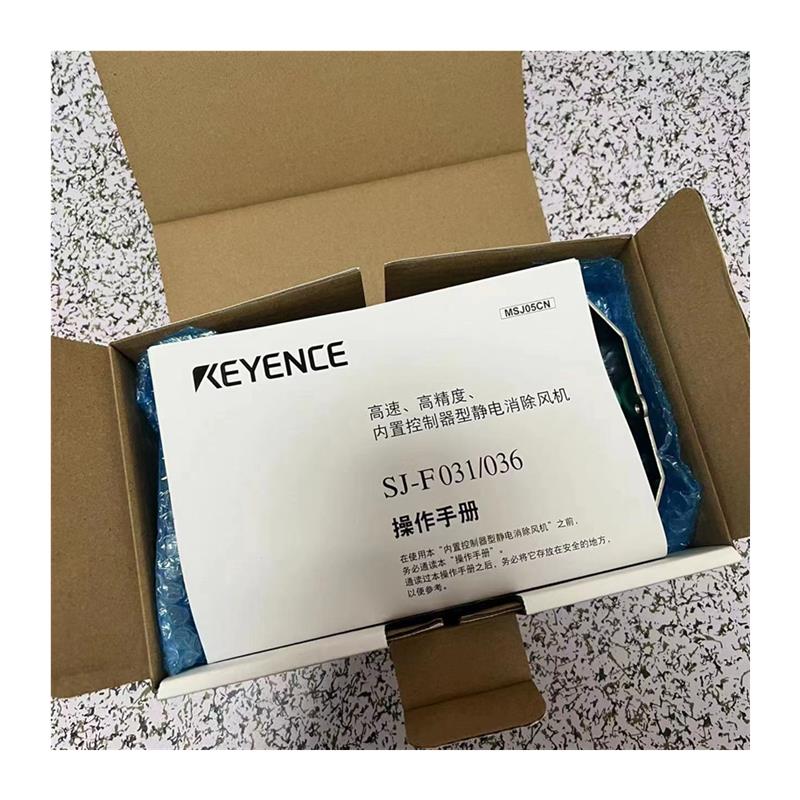 MSJ05CN
KEYENCE
高速、高精度、
内置控制器型静电消除风机
SJ-F031/036
操作手册
在使用本“内置控制器型静电消除风机”之前，
务必通读本“操作手册”。
通读过本操作手册之后，务必将它存放在安全的地方，
以便参考。